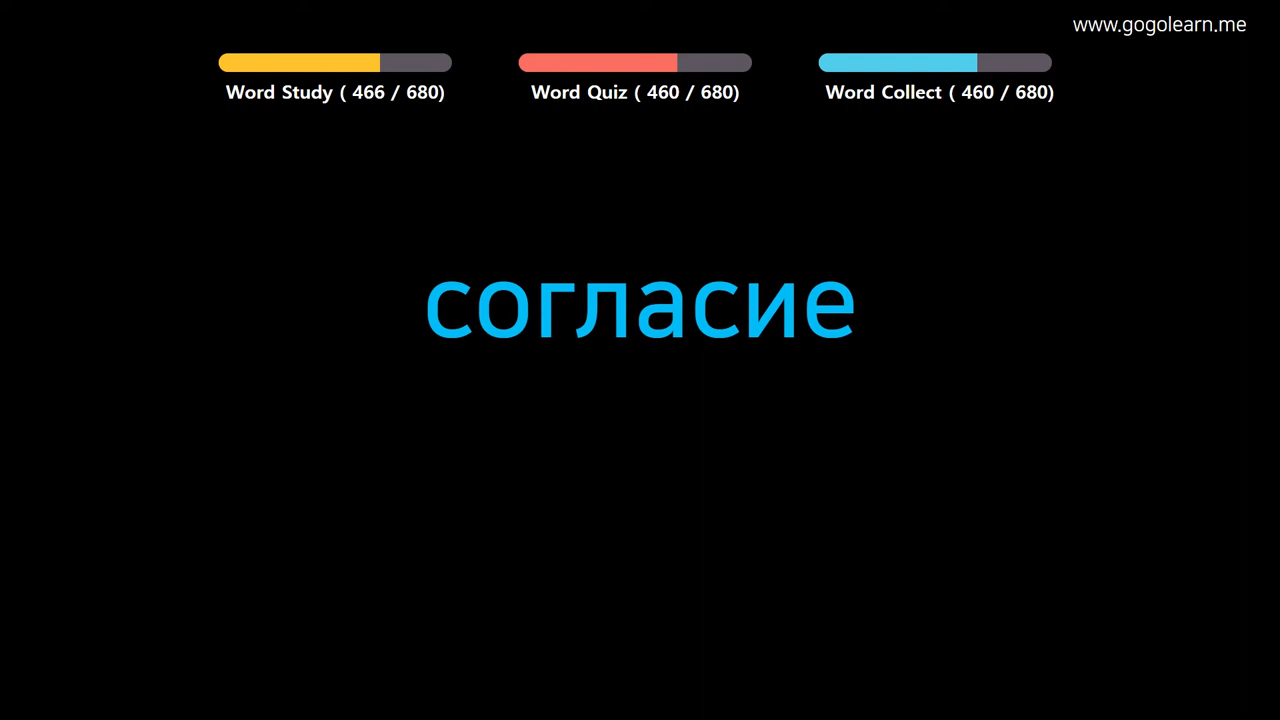 www.gogolearn.me
Word Study ( 466 / 680)
Word Quiz ( 460 / 680)
Word Collect ( 460 / 680)
согласие